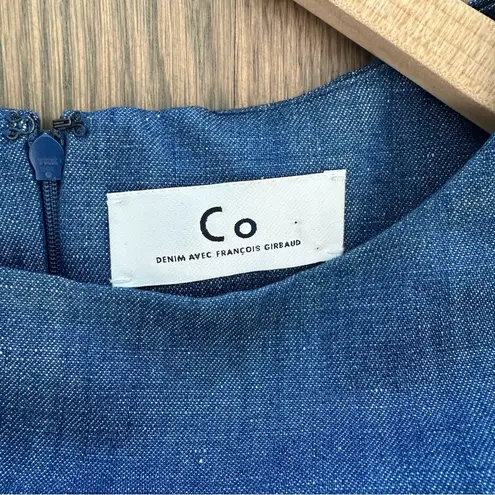 Co
DENIM AVEC FRANÇOIS GIRBAUD